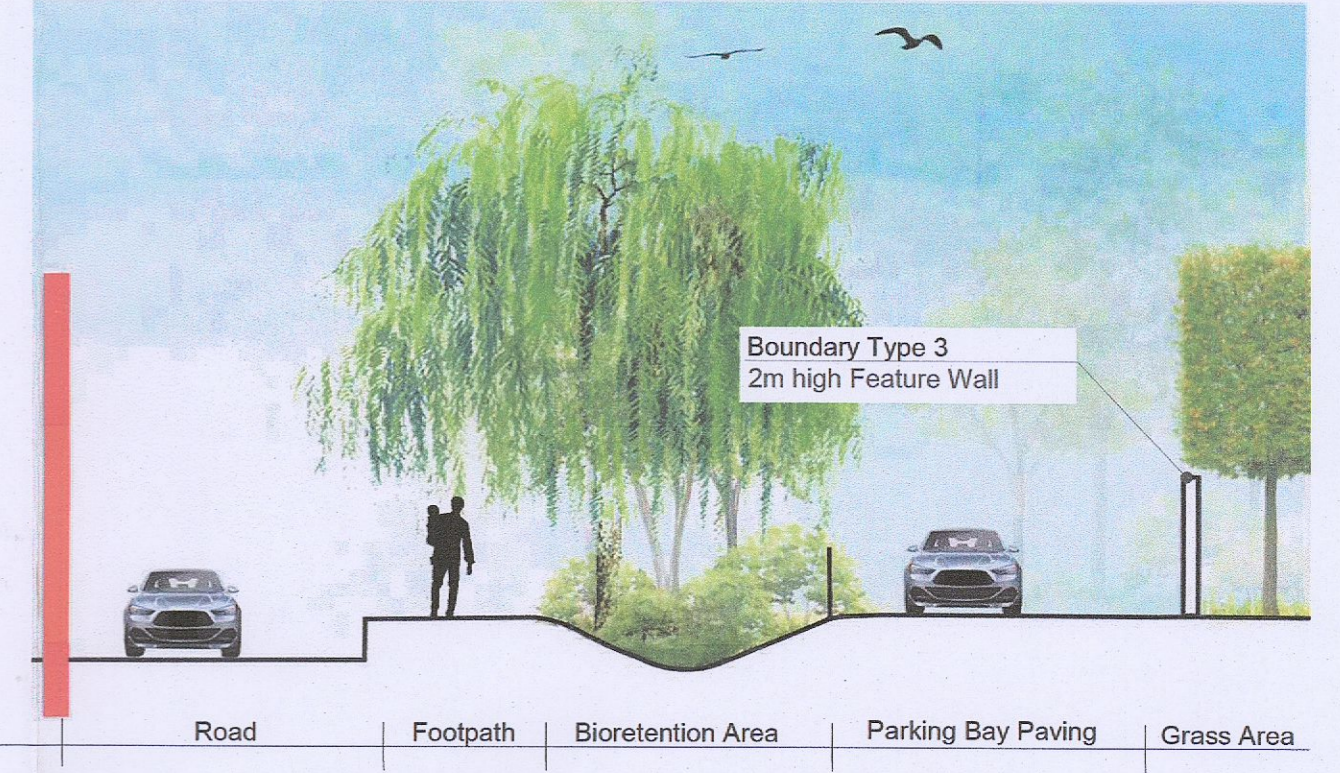 Boundary Type 3
2m high Feature Wall
Road
Footpath
Bioretention Area
Parking Bay Paving
Grass Area